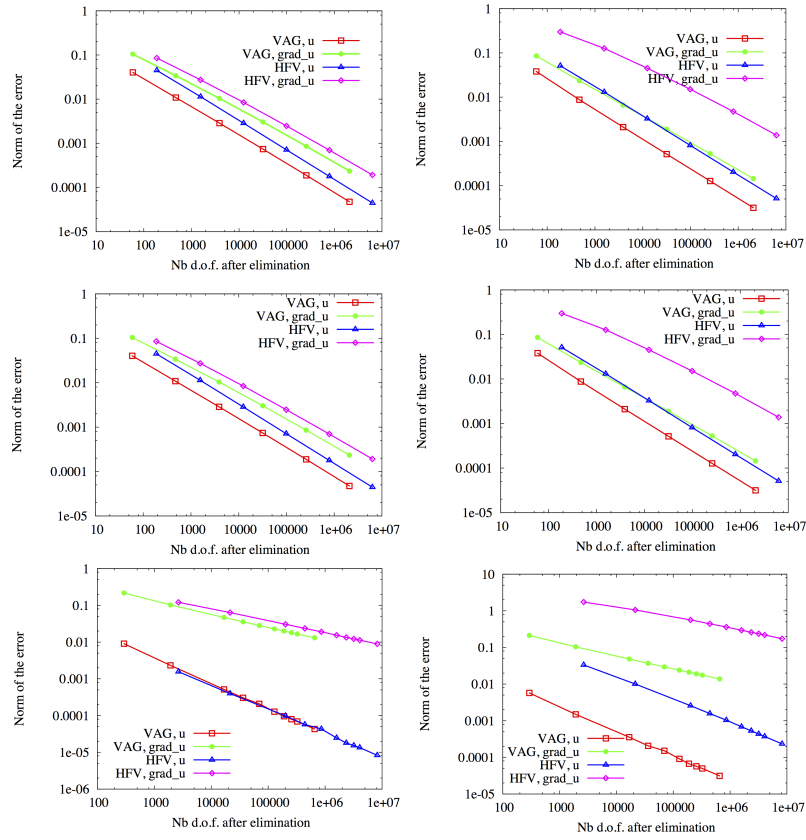 1
0.1
0.01
0.001
0.0001
1e-05
10 100 1000 10000 100000 1e+06 1e+07
Norm of the error
Nb d.o.f. after elimination
VAG, u
VAG, grad_u
HFV, u
HFV, grad_u
1
0.1
0.01
0.001
0.0001
1e-05
10 100 1000 10000 100000 1e+06 1e+07
Norm of the error
Nb d.o.f. after elimination
VAG, u
VAG, grad_u
HFV, u
HFV, grad_u
1
0.1
0.01
0.001
0.0001
1e-05
10 100 1000 10000 100000 1e+06 1e+07
Norm of the error
Nb d.o.f. after elimination
VAG, u
VAG, grad_u
HFV, u
HFV, grad_u
1
0.1
0.01
0.001
0.0001
1e-05
10 100 1000 10000 100000 1e+06 1e+07
Norm of the error
Nb d.o.f. after elimination
VAG, u
VAG, grad_u
HFV, u
HFV, grad_u
1
0.1
0.01
0.001
0.0001
1e-05
1e-06
100 1000 10000 100000 1e+06 1e+07
Norm of the error
Nb d.o.f. after elimination
VAG, u
VAG, grad_u
HFV, u
HFV, grad_u
10
1
0.1
0.01
0.001
0.0001
1e-05
100 1000 10000 100000 1e+06 1e+07
Norm of the error
Nb d.o.f. after elimination
VAG, u
VAG, grad_u
HFV, u
HFV, grad_u